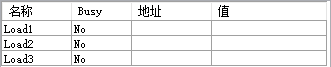 名称 Busy 地址 值
Load1 No
Load2 No
Load3 No